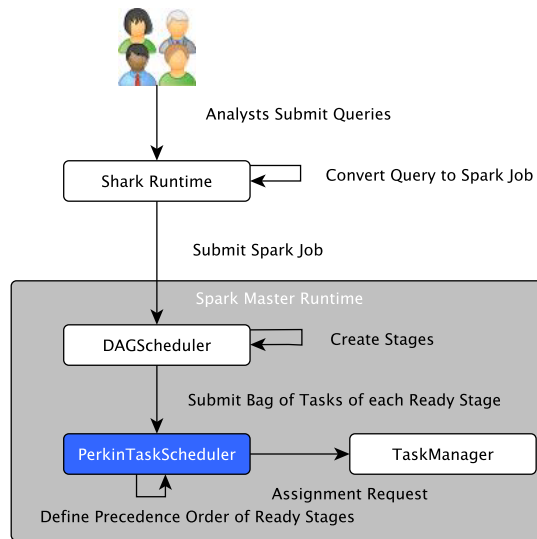 Analysts Submit Queries
Shark Runtime
Convert Query to Spark Job
Submit Spark Job
Spark Master Runtime
DAGScheduler
Create Stages
Submit Bag of Tasks of each Ready Stage
PerkinTaskScheduler
TaskManager
Assignment Request
Define Precedence Order of Ready Stages